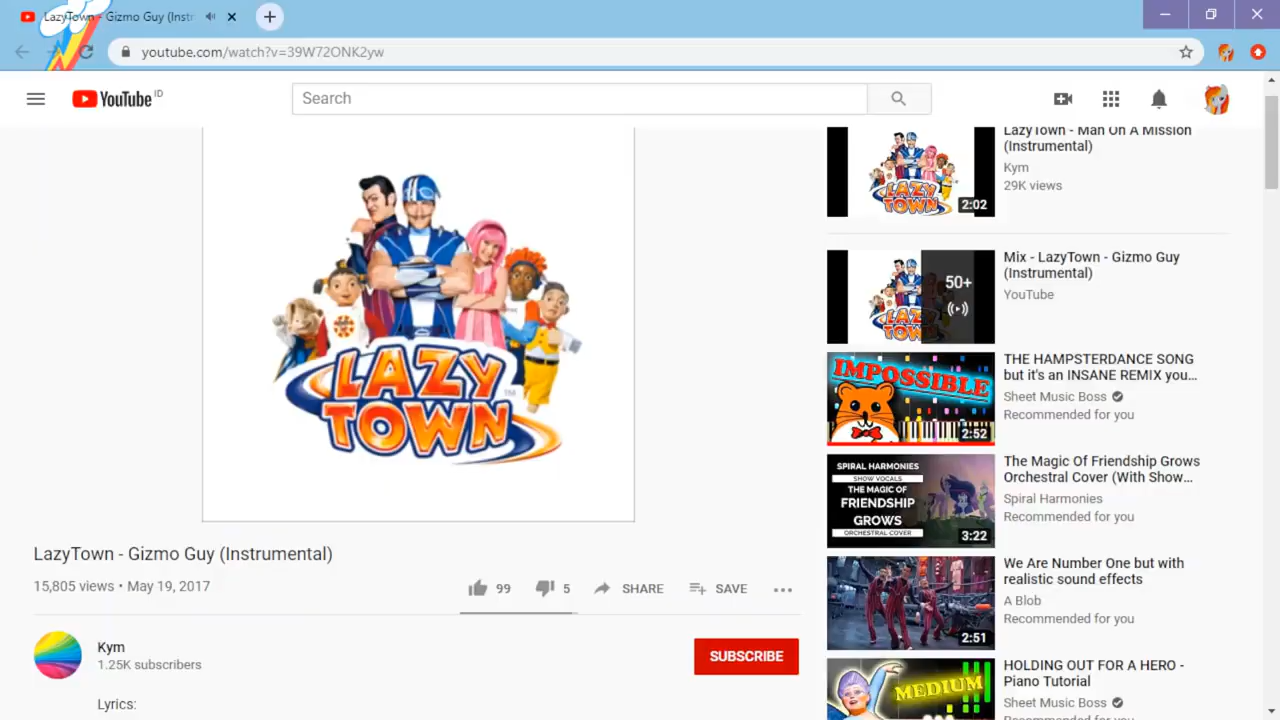 LazyTown - Gizmo Guy (Instr
youtube.com/watch?v=39W72ONK2yw
YouTube ID
Search
LAZY
TOWN
TM
LazyTown - Gizmo Guy (Instrumental)
15,805 views • May 19, 2017
99
5
SHARE
SAVE
Kym
1.25K subscribers
SUBSCRIBE
Lyrics:
LAZY
TOWN
2:02
LazyTown - Man On A Mission
(Instrumental)
Kym
29K views
50+
Mix - LazyTown - Gizmo Guy
(Instrumental)
YouTube
IMPOSSIBLE
2:52
THE HAMPSTERDANCE SONG
but it's an INSANE REMIX you...
Sheet Music Boss
Recommended for you
SPIRAL HARMONIES
SHOW VOCALS
THE MAGIC OF
FRIENDSHIP
GROWS
ORCHESTRAL COVER
3:22
The Magic Of Friendship Grows
Orchestral Cover (With Show...
Spiral Harmonies
Recommended for you
2:51
We Are Number One but with
realistic sound effects
A Blob
Recommended for you
MEDIUM
HOLDING OUT FOR A HERO -
Piano Tutorial
Sheet Music Boss
Recommended for you